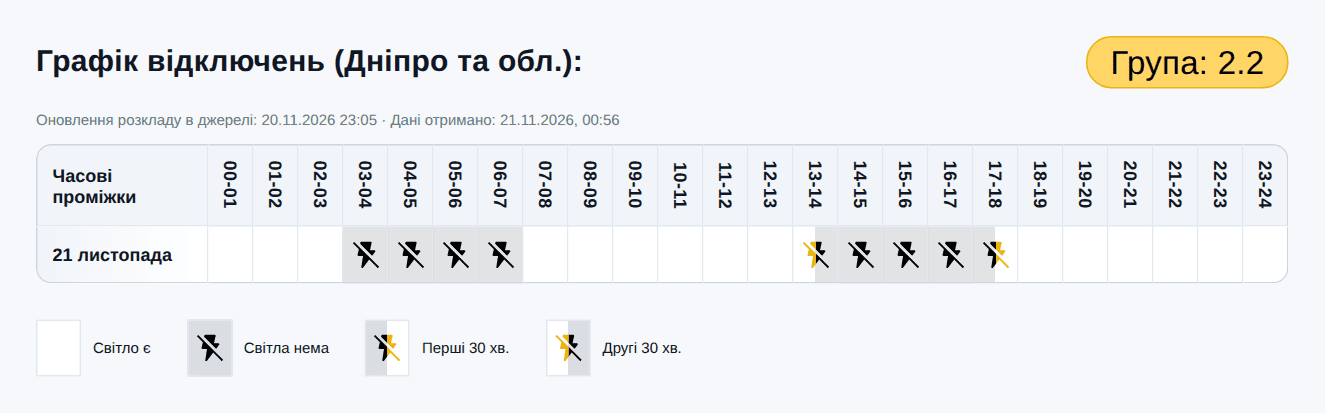 Графік відключень (Дніпро та обл.):
Група: 2.2
Оновлення розкладу в джерелі: 20.11.2026 23:05 · Дані отримано: 21.11.2026, 00:56
Часові проміжки 00-01 01-02 02-03 03-04 04-05 05-06 06-07 07-08 08-09 09-10 10-11 11-12 12-13 13-14 14-15 15-16 16-17 17-18 18-19 19-20 20-21 21-22 22-23 23-24
21 листопада
Світло є Світла нема Перші 30 хв. Другі 30 хв.